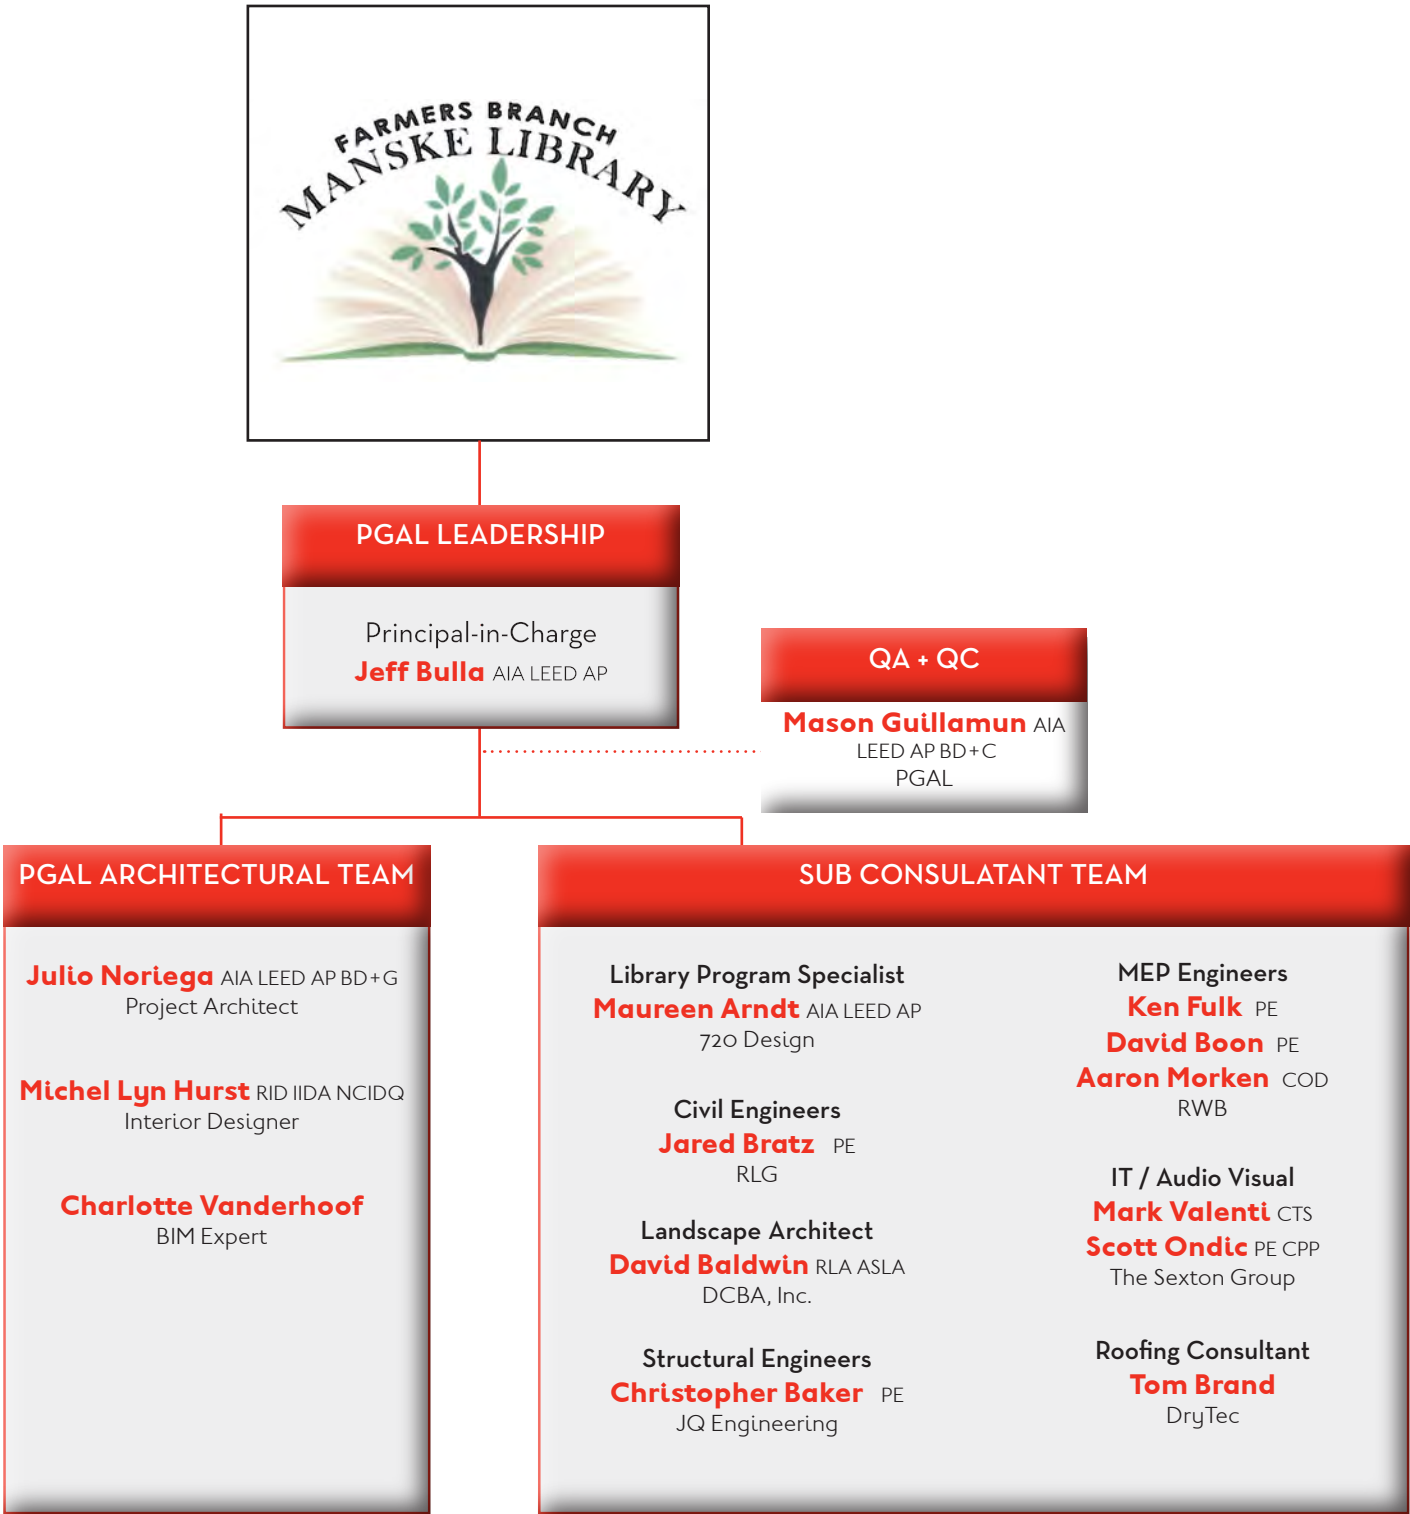 FARMERS BRANCH
MANSKE LIBRARY
PGAL LEADERSHIP
Principal-in-Charge
Jeff Bulla AIA LEED AP
QA + QC
Mason Guillamun AIA
LEED AP BD+C
PGAL
PGAL ARCHITECTURAL TEAM
Julio Noriega AIA LEED AP BD+G
Project Architect
Michel Lyn Hurst RID IIDA NCIDQ
Interior Designer
Charlotte Vanderhoof
BIM Expert
SUB CONSULATANT TEAM
Library Program Specialist
Maureen Arndt AIA LEED AP
720 Design
Civil Engineers
Jared Bratz PE
RLG
Landscape Architect
David Baldwin RLA ASLA
DCBA, Inc.
Structural Engineers
Christopher Baker PE
JQ Engineering
MEP Engineers
Ken Fulk PE
David Boon PE
Aaron Morken COD
RWB
IT / Audio Visual
Mark Valenti CTS
Scott Ondic PE CPP
The Sexton Group
Roofing Consultant
Tom Brand
DryTec